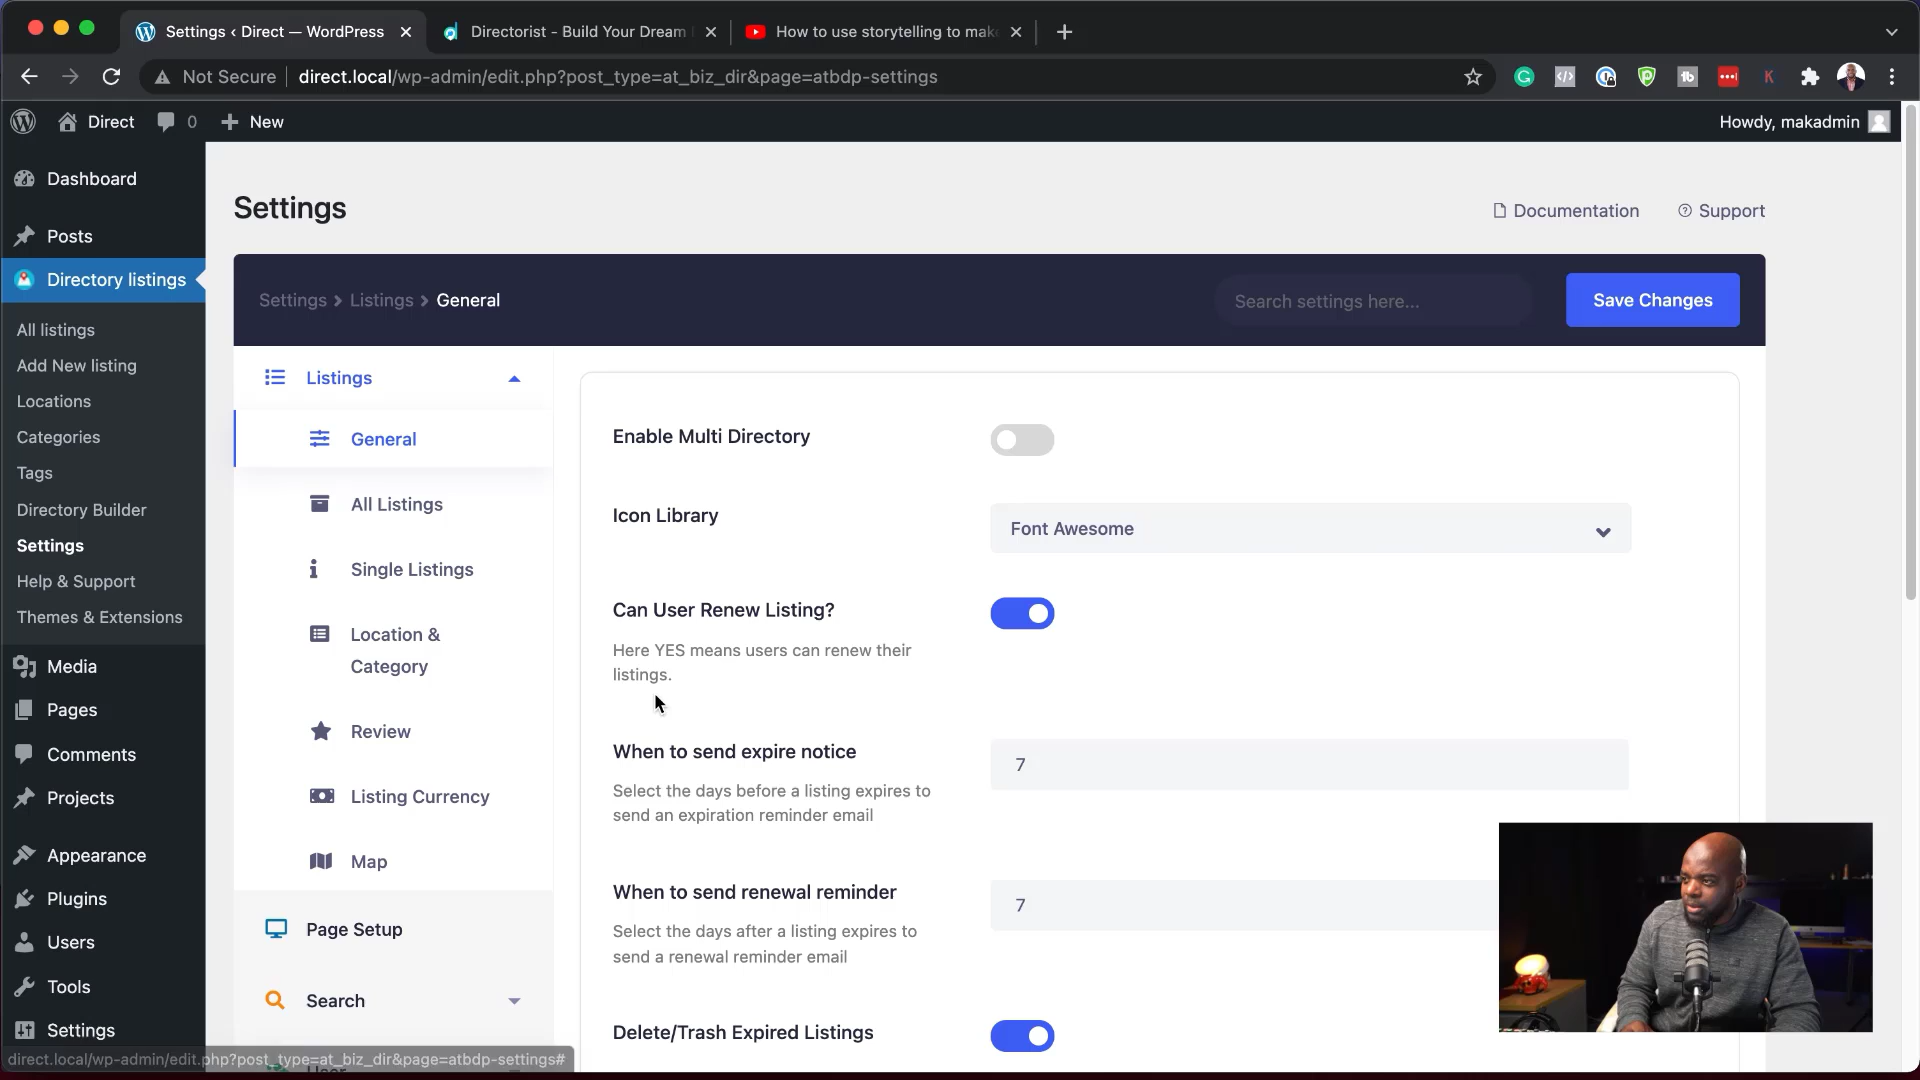 Settings ‹ Direct — WordPress
Directorist - Build Your Dream
How to use storytelling to mak
Not Secure
direct.local/wp-admin/edit.php?post_type=at_biz_dir&page=atbdp-settings
Direct
0
New
Howdy, makadmin
Dashboard
Posts
Directory listings
All listings
Add New listing
Locations
Categories
Tags
Directory Builder
Settings
Help & Support
Themes & Extensions
Media
Pages
Comments
Projects
Appearance
Plugins
Users
Tools
Settings
direct.local/wp-admin/edit.php?post_type=at_biz_dir&page=atbdp-settings#
Settings
Documentation
Support
Settings > Listings > General
Search settings here...
Save Changes
Listings
General
All Listings
Single Listings
Location &
Category
Review
Listing Currency
Map
Page Setup
Search
Enable Multi Directory
Icon Library
Font Awesome
Can User Renew Listing?
Here YES means users can renew their
listings.
When to send expire notice
7
Select the days before a listing expires to
send an expiration reminder email
When to send renewal reminder
7
Select the days after a listing expires to
send a renewal reminder email
Delete/Trash Expired Listings